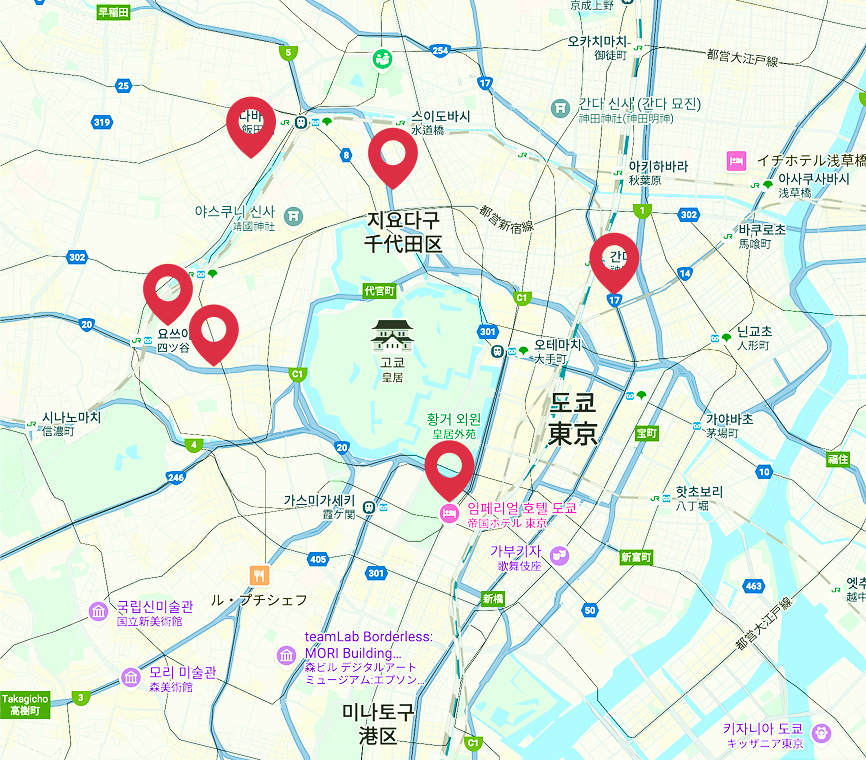 早稲田
京成上野
오카치마치
御徒町
都営大江戸線
5
254
17
25
319
간다 신사 (간다 묘진)
神田神社(神田明神)
스이도바시
水道橋
飯田
8
아키하바라
秋葉原
イチホテル浅草橋
아사쿠사바시
浅草橋
야스쿠니 신사
靖國神社
지요다구
千代田区
都営新宿線
1
302
바쿠로초
馬喰町
302
간다
14
代官町
C1
17
20
요쓰야
四ツ谷
고쿄
皇居
301
오테마치
大手町
닌교초
人形町
C1
시나노마치
信濃町
도쿄
東京
황거 외원
皇居外苑
宝町
가야바초
茅場町
4
20
246
福住
10
가스미가세키
霞ケ関
임페리얼 호텔 도쿄
帝国ホテル 東京
핫초보리
八丁堀
405
301
가부키자
歌舞伎座
新富町
463
ル・プチシェフ
국립신미술관
国立新美術館
新橋
50
都営大江戸線
teamLab Borderless:
MORI Building...
森ビル デジタルアート
ミュージアム:エプソン...
모리 미술관
森美術館
Takagicho
高樹町
3
미나토구
港区
C1
키자니아 도쿄
キッザニア東京